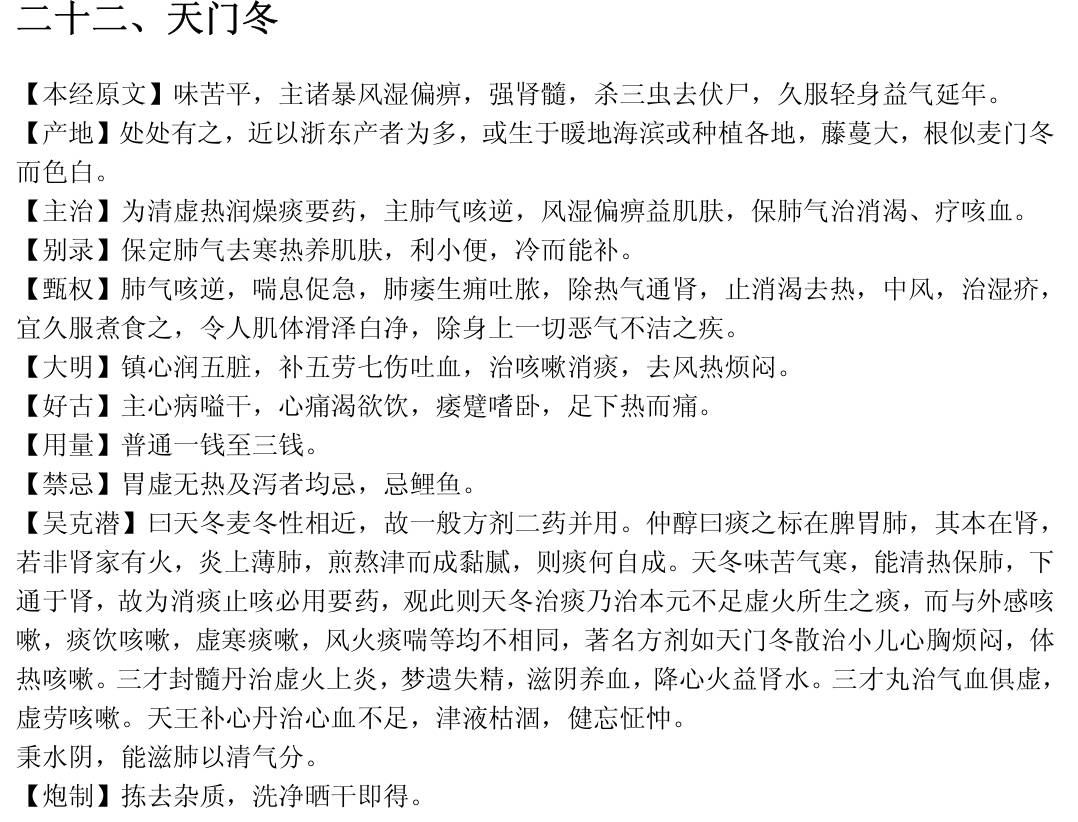 二十二、天门冬
【本经原文】味苦平，主诸暴风湿偏痹，强肾髓，杀三虫去伏尸，久服轻身益气延年。
【产地】处处有之，近以浙东产者为多，或生于暖地海滨或种植各地，藤蔓大，根似麦门冬
而色白。
【主治】为清虚热润燥痰要药，主肺气咳逆，风湿偏痹益肌肤，保肺气治消渴、疗咳血。
【别录】保定肺气去寒热养肌肤，利小便，冷而能补。
【甄权】肺气咳逆，喘息促急，肺痿生痈吐脓，除热气通肾，止消渴去热，中风，治湿疥，
宜久服煮食之，令人肌体滑泽白净，除身上一切恶气不洁之疾。
【大明】镇心润五脏，补五劳七伤吐血，治咳嗽消痰，去风热烦闷。
【好古】主心病嗌干，心痛渴欲饮，痿躄嗜卧，足下热而痛。
【用量】普通一钱至三钱。
【禁忌】胃虚无热及泻者均忌，忌鲤鱼。
【吴克潜】曰天冬麦冬性相近，故一般方剂二药并用。仲醇曰痰之标在脾胃肺，其本在肾，
若非肾家有火，炎上薄肺，煎熬津而成黏腻，则痰何自成。天冬味苦气寒，能清热保肺，下
通于肾，故为消痰止咳必用要药，观此则天冬治痰乃治本元不足虚火所生之痰，而与外感咳
嗽，痰饮咳嗽，虚寒痰嗽，风火痰喘等均不相同，著名方剂如天门冬散治小儿心胸烦闷，体
热咳嗽。三才封髓丹治虚火上炎，梦遗失精，滋阴养血，降心火益肾水。三才丸治气血俱虚，
虚劳咳嗽。天王补心丹治心血不足，津液枯涸，健忘怔忡。
秉水阴，能滋肺以清气分。
【炮制】拣去杂质，洗净晒干即得。